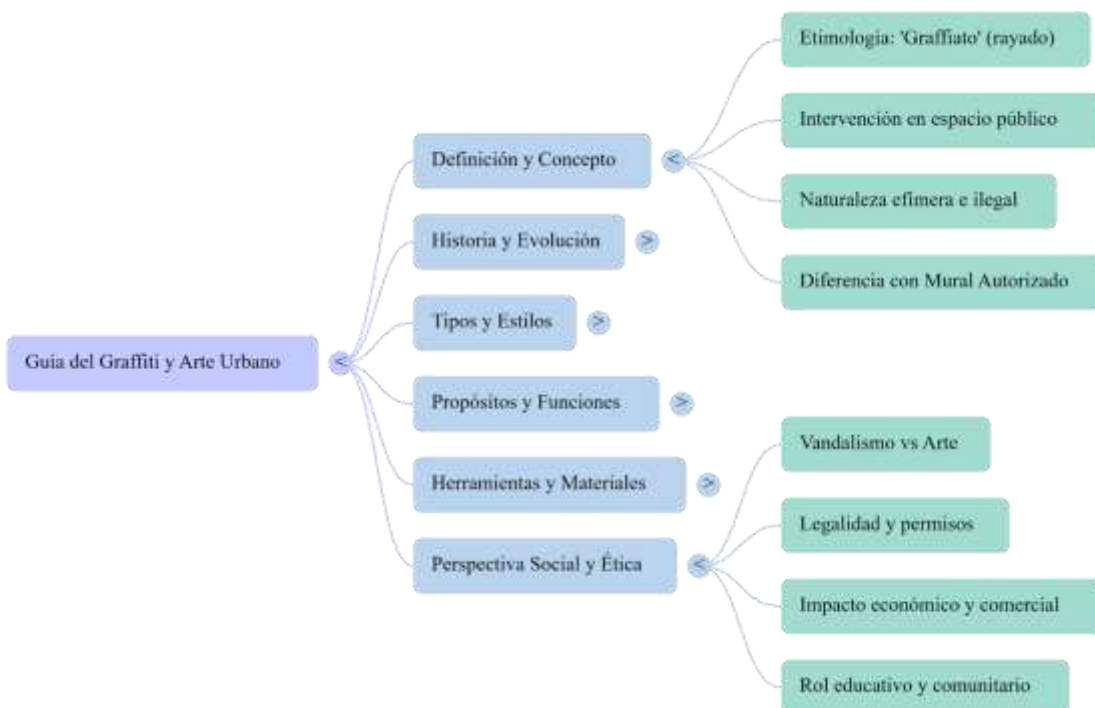 Guia del Graffiti y Arte Urbano
Definición y Concepto
Etimología: 'Graffiato' (rayado)
Intervención en espacio público
Naturaleza efímera e ilegal
Diferencia con Mural Autorizado
Historia y Evolución
Tipos y Estilos
Propósitos y Funciones
Herramientas y Materiales
Perspectiva Social y Ética
Vandalismo vs Arte
Legalidad y permisos
Impacto económico y comercial
Rol educativo y comunitario